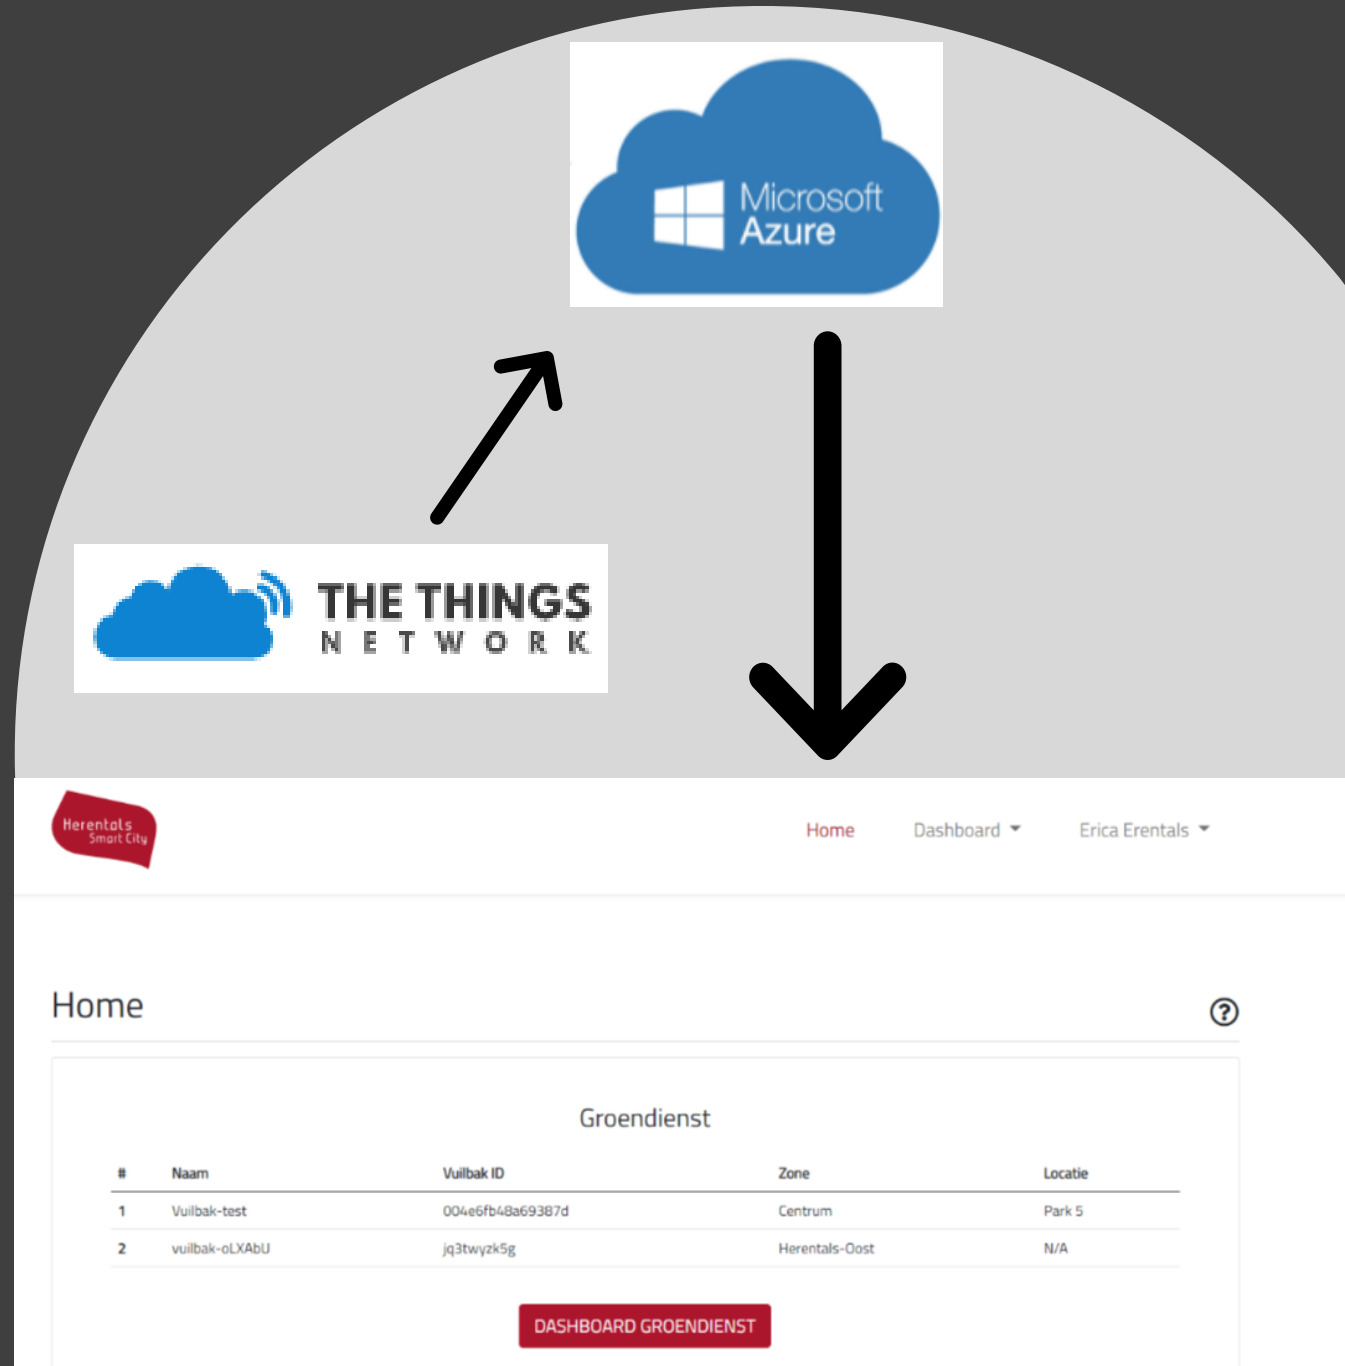 Microsoft
Azure
THE THINGS
NETWORK
Herentals
Smart City
Home Dashboard Erica Erentals
Home
Groendienst
# Naam Vuilbak ID Zone Locatie
1 Vuilbak-test 004e6fb48a69387d Centrum Park 5
2 vuilbak-oLXAbU jq3twyzk5g Herentals-Oost N/A
DASHBOARD GROENDIENST